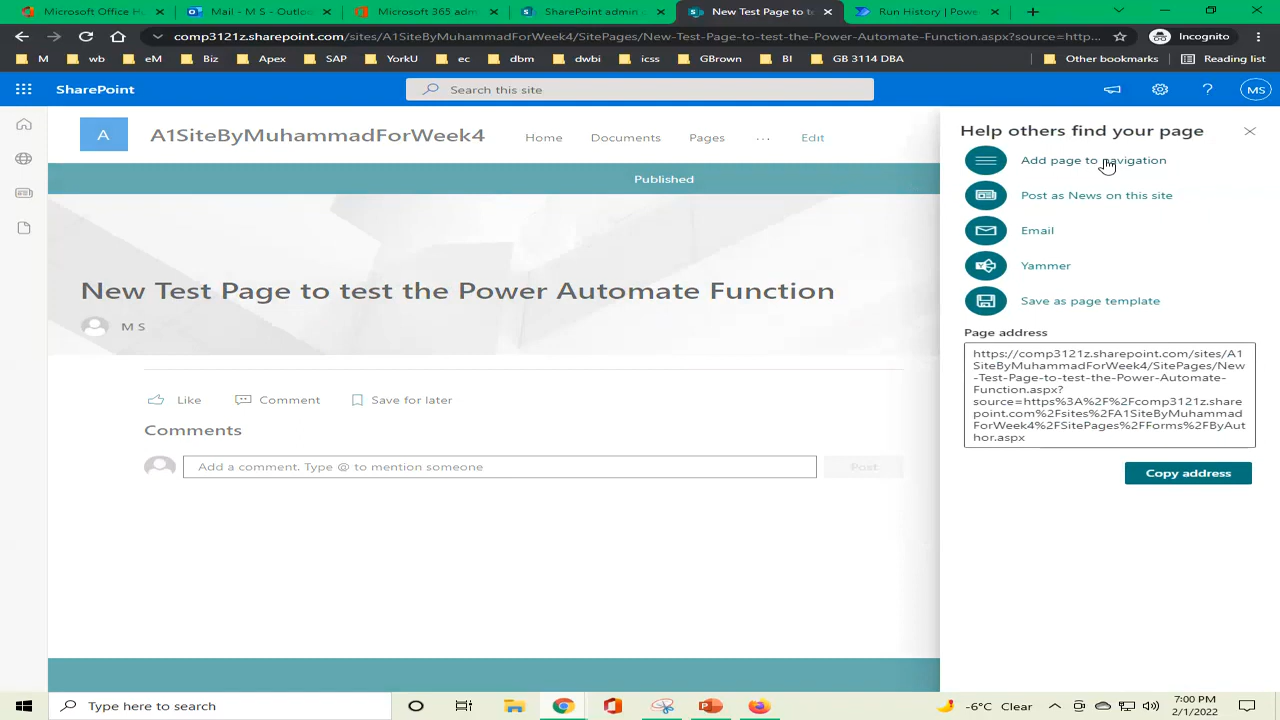 Microsoft Office H
Mail - M S - Outloo
Microsoft 365 adm
SharePoint admin
New Test Page to t
Run History | Pow
comp3121z.sharepoint.com/sites/A1SiteByMuhammadForWeek4/SitePages/New-Test-Page-to-test-the-Power-Automate-Function.aspx?source=http...
Incognito
M
wb
eM
Biz
Apex
SAP
YorkU
ec
dbm
dwbi
icss
GBrown
BI
GB 3114 DBA
Other bookmarks
Reading list
SharePoint
Search this site
MS
A
A1SiteByMuhammadForWeek4
Home
Documents
Pages
...
Edit
Published
New Test Page to test the Power Automate Function
M S
Like
Comment
Save for later
Comments
Add a comment. Type @ to mention someone
Post
Help others find your page
Add page to navigation
Post as News on this site
Email
Yammer
Save as page template
Page address
https://comp3121z.sharepoint.com/sites/A1
SiteByMuhammadForWeek4/SitePages/New
-Test-Page-to-test-the-Power-Automate-
Function.aspx?
source=https%3A%2F%2Fcomp3121z.share
point.com%2Fsites%2FA1SiteByMuhammad
ForWeek4%2FSitePages%2FForms%2FByAut
hor.aspx
Copy address
Type here to search
-6°C Clear
7:00 PM
2/1/2022